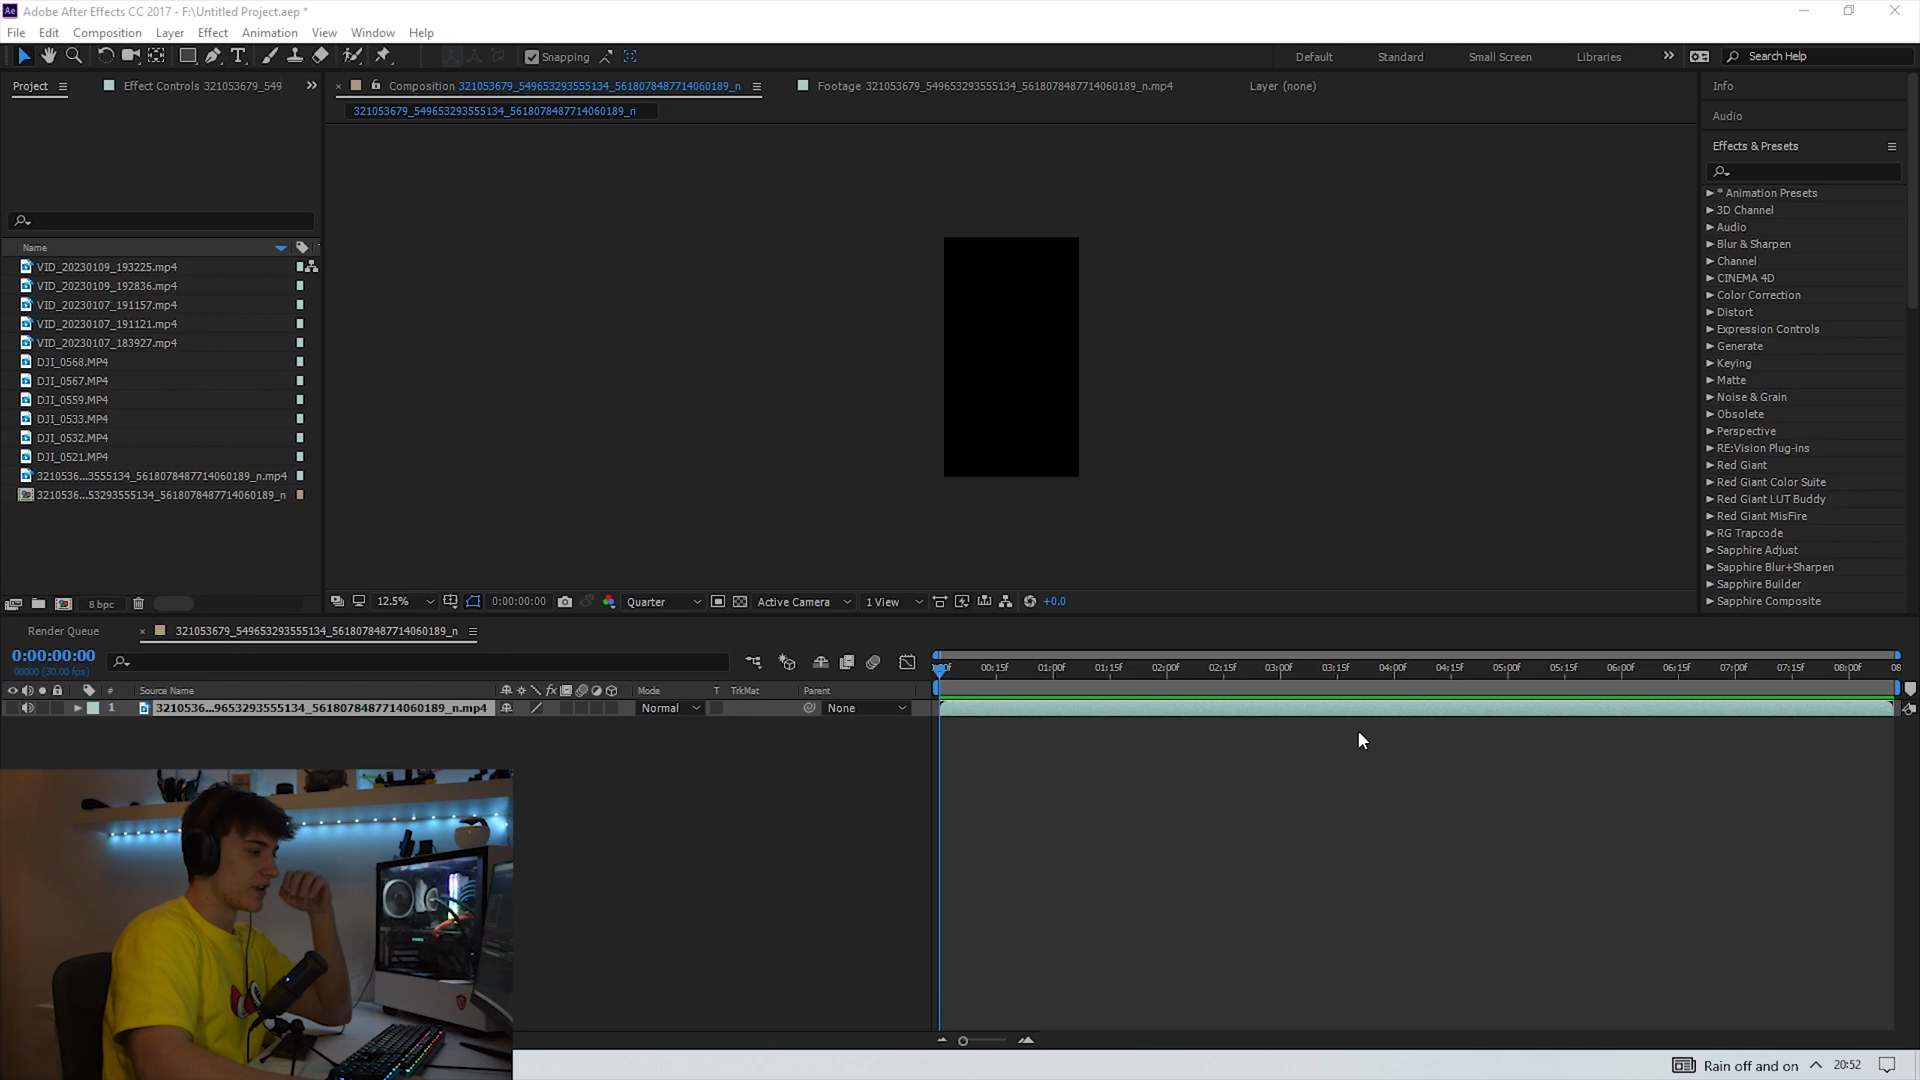 Ae Adobe After Effects CC 2017 - F:\Untitled Project.aep *
File Edit Composition Layer Effect Animation View Window Help
Snapping Default Standard Small Screen Libraries Search Help
Project Effect Controls 321053679_549 Composition 321053679_549653293555134_5618078487714060189_n Footage 321053679_549653293555134_5618078487714060189_n.mp4 Layer (none) Info
321053679_549653293555134_5618078487714060189_n
Audio
Effects & Presets
* Animation Presets
3D Channel
Audio
Blur & Sharpen
Channel
CINEMA 4D
Color Correction
Distort
Expression Controls
Generate
Keying
Matte
Noise & Grain
Obsolete
Perspective
RE:Vision Plug-ins
Red Giant
Red Giant Color Suite
Red Giant LUT Buddy
Red Giant MisFire
RG Trapcode
Sapphire Adjust
Sapphire Blur+Sharpen
Sapphire Builder
Sapphire Composite
Name
VID_20230109_193225.mp4
VID_20230109_192836.mp4
VID_20230107_191157.mp4
VID_20230107_191121.mp4
VID_20230107_183927.mp4
DJI_0568.MP4
DJI_0567.MP4
DJI_0559.MP4
DJI_0533.MP4
DJI_0532.MP4
DJI_0521.MP4
3210536...3555134_5618078487714060189_n.mp4
3210536...53293555134_5618078487714060189_n
8 bpc
12.5% 0:00:00:00 Quarter Active Camera 1 View +0.0
Render Queue 321053679_549653293555134_5618078487714060189_n
0:00:00:00
00000 (30.00 fps)
00:15f 01:00f 01:15f 02:00f 02:15f 03:00f 03:15f 04:00f 04:15f 05:00f 05:15f 06:00f 06:15f 07:00f 07:15f 08:00f 08
# Source Name fx Mode T TrkMat Parent
1 3210536...9653293555134_5618078487714060189_n.mp4 Normal None
Rain off and on 20:52